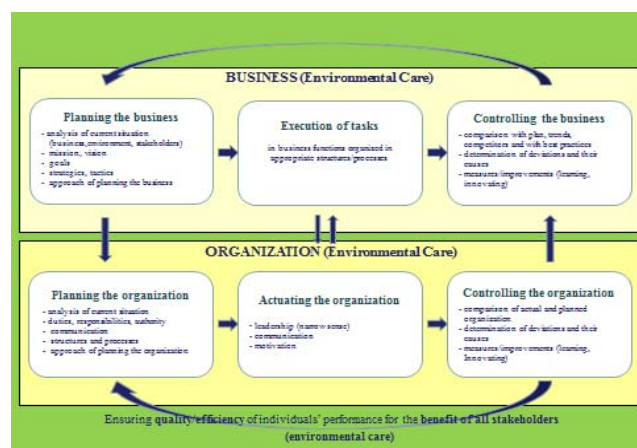 BUSINESS (Environmental Care)
Planning the business
- analysis of current situation
(business, environment, stakeholders)
- mission, vision
- goals
- strategies, tactics
- approach of planning the business
Execution of tasks
in business functions organized in
appropriate structures/processes
Controlling the business
- comparison with plan, trends,
competitors and with best practices
- determination of deviations and their
causes
- measures/improvements (learning,
innovating)
ORGANIZATION (Environmental Care)
Planning the organization
- analysis of current situation
- duties, responsibilities, authority
- communication
- structures and processes
- approach of planning the organization
Actuating the organization
- leadership (narrow sense)
- communication
- motivation
Controlling the organization
- comparison of actual and planned
organization
- determination of deviations and their
causes
- measures/improvements (learning,
Innovating)
Ensuring quality/efficiency of individuals' performance for the benefit of all stakeholders
(environmental care)